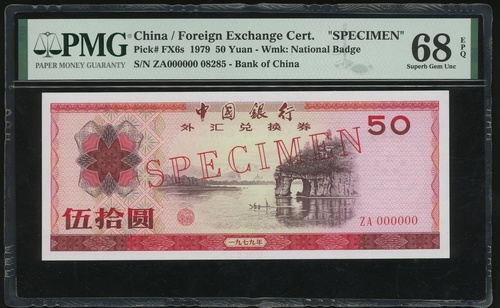 PMG
PAPER MONEY GUARANTY
China / Foreign Exchange Cert. "SPECIMEN"
Pick# FX6s 1979 50 Yuan - Wmk: National Badge
S/N ZA000000 08285 - Bank of China
68 EPQ
Superb Gem Unc
中国银行
外汇兑换券
50
SPECIMEN
伍拾圆
ZA 000000
一九七九年